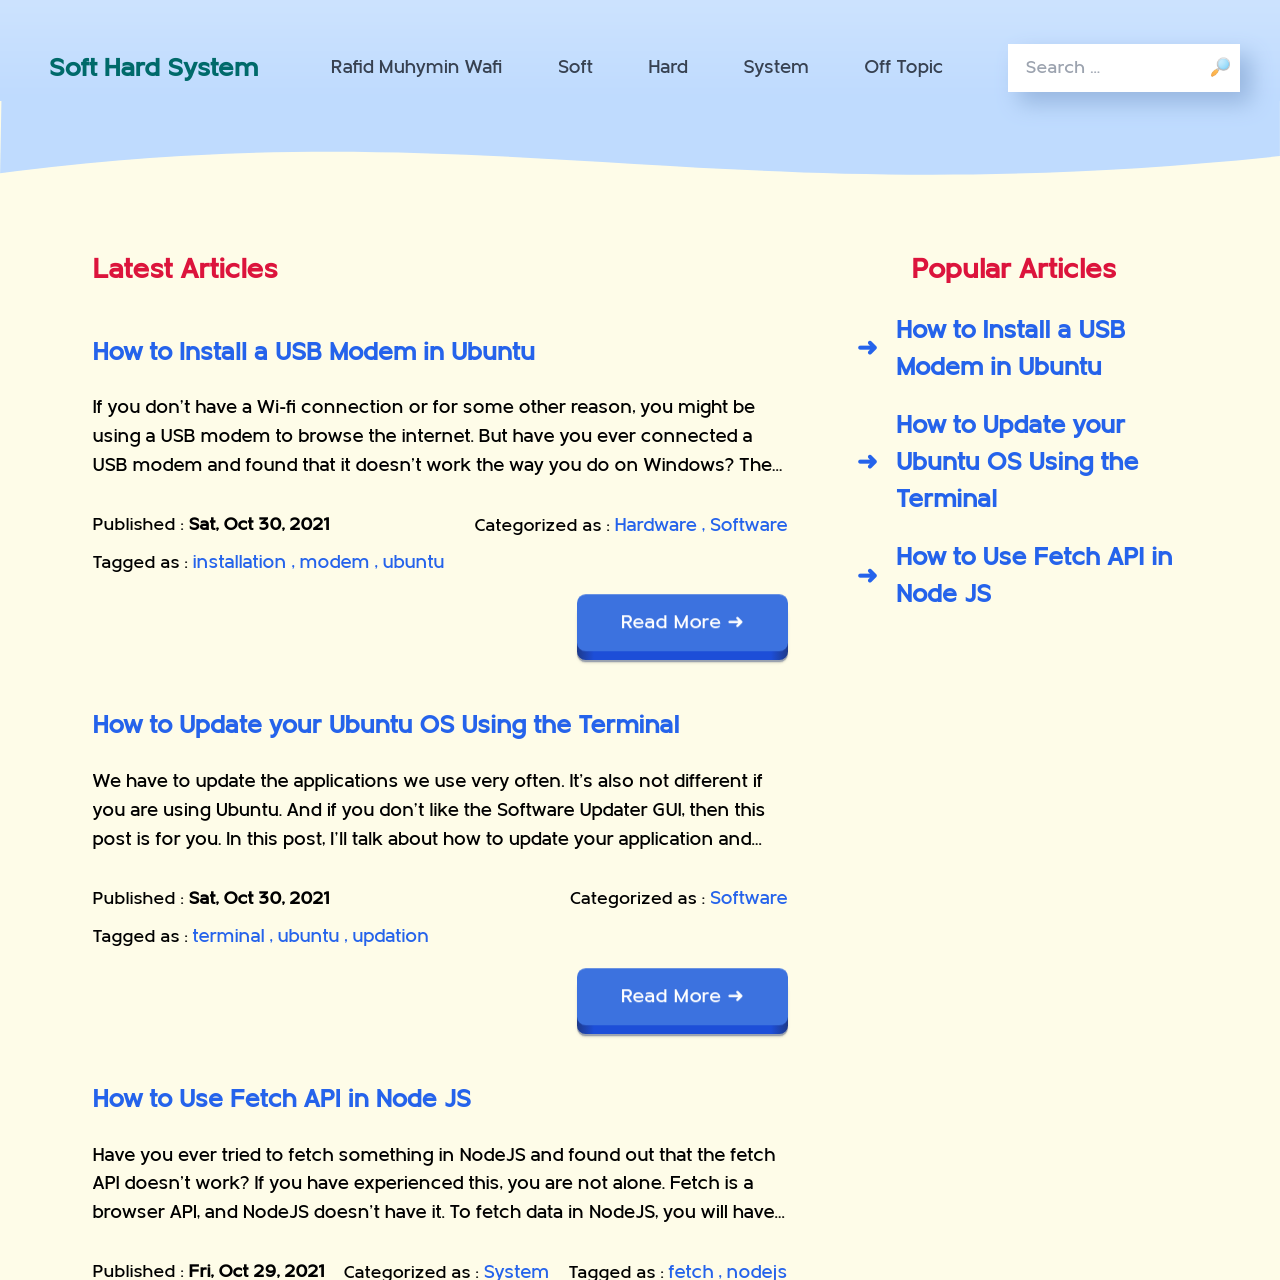 Soft Hard System
Rafid Muhymin Wafi
Soft
Hard
System
Off Topic
Search ...
Latest Articles
How to Install a USB Modem in Ubuntu
If you don't have a Wi-fi connection or for some other reason, you might be
using a USB modem to browse the internet. But have you ever connected a
USB modem and found that it doesn't work the way you do on Windows? The...
Published : Sat, Oct 30, 2021
Categorized as : Hardware , Software
Tagged as : installation , modem , ubuntu
Read More ➜
How to Update your Ubuntu OS Using the Terminal
We have to update the applications we use very often. It's also not different if
you are using Ubuntu. And if you don't like the Software Updater GUI, then this
post is for you. In this post, I'll talk about how to update your application and...
Published : Sat, Oct 30, 2021
Categorized as : Software
Tagged as : terminal , ubuntu , updation
Read More ➜
How to Use Fetch API in Node JS
Have you ever tried to fetch something in NodeJS and found out that the fetch
API doesn't work? If you have experienced this, you are not alone. Fetch is a
browser API, and NodeJS doesn't have it. To fetch data in NodeJS, you will have...
Published : Fri, Oct 29, 2021
Categorized as : System
Tagged as : fetch , nodejs
Popular Articles
➜ How to Install a USB
Modem in Ubuntu
How to Update your
➜ Ubuntu OS Using the
Terminal
➜ How to Use Fetch API in
Node JS